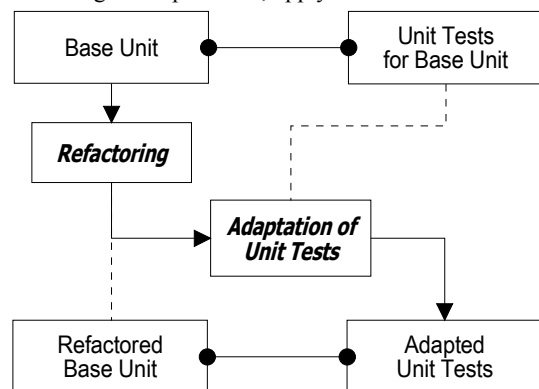 Base Unit
Unit Tests
for Base Unit
Refactoring
Adaptation of
Unit Tests
Refactored
Base Unit
Adapted
Unit Tests